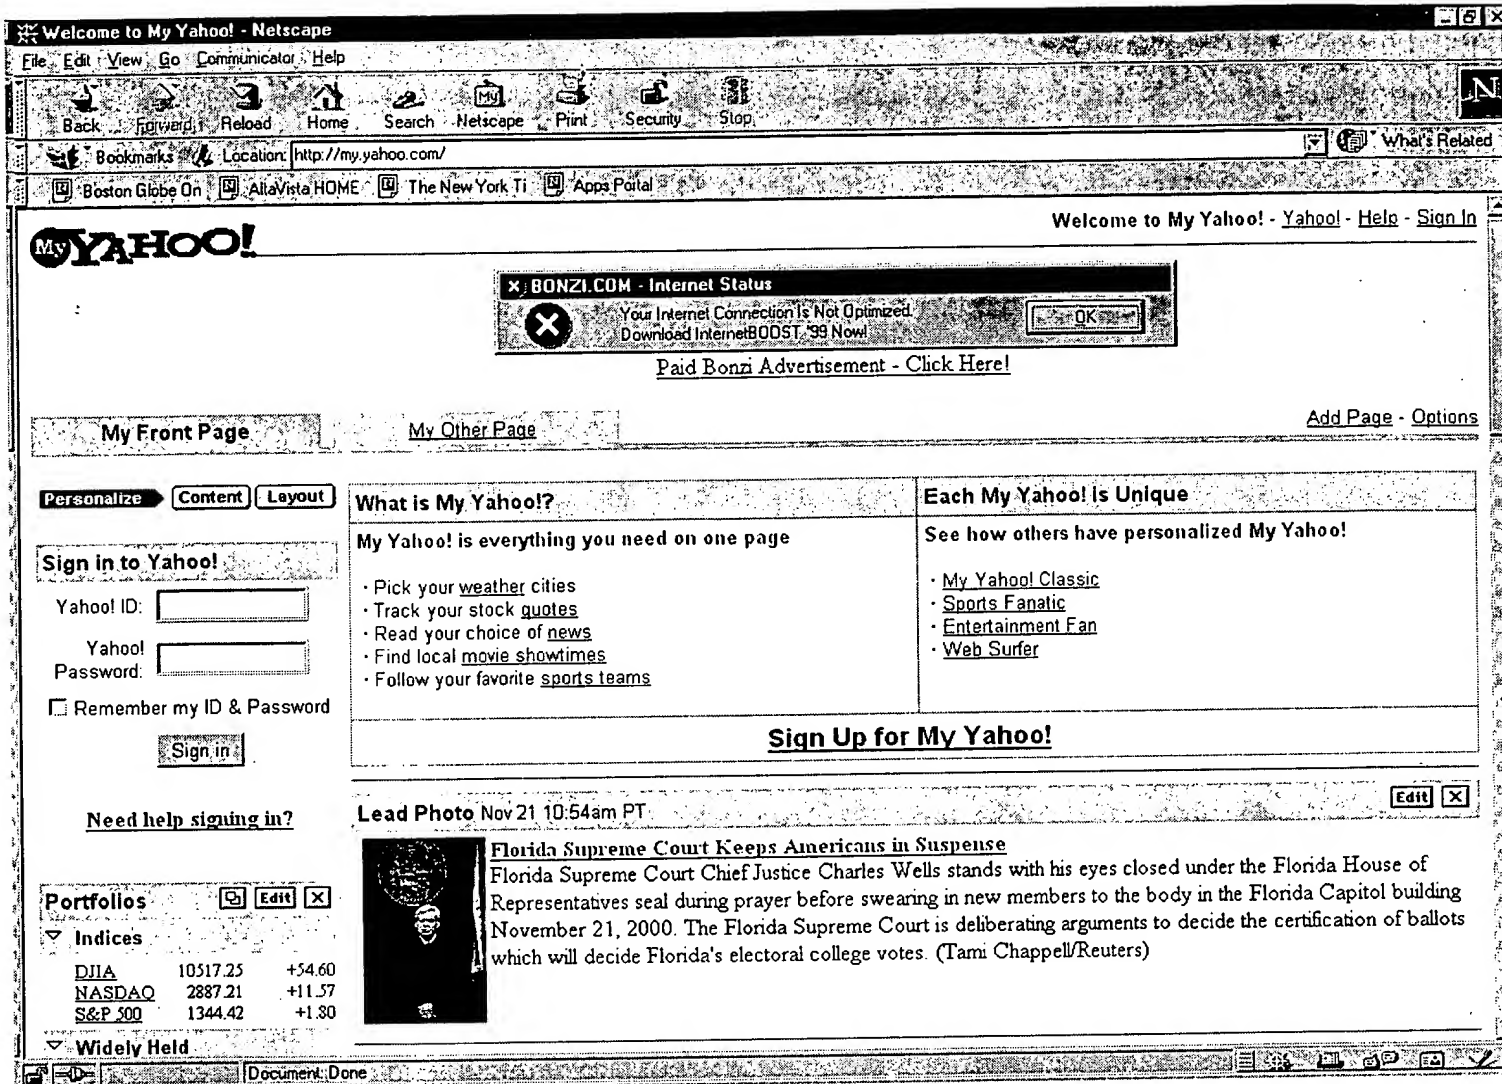 Welcome to My Yahoo! - Netscape
File Edit View Go Communicator Help
Back Forward Reload Home Search Netscape Print Security Stop
My
N
Bookmarks Location: http://my.yahoo.com/ What's Related
Boston Globe On AltaVista HOME The New York Ti Apps Portal
Welcome to My Yahoo! - Yahoo! - Help - Sign In
My YAHOO!
BONZI.COM - Internet Status
Your Internet Connection Is Not Optimized.
Download InternetBOOST '99 Now!
OK
Paid Bonzi Advertisement - Click Here!
My Front Page My Other Page Add Page - Options
Personalize Content Layout
Sign in to Yahoo!
Yahoo! ID:
Yahoo!
Password:
Remember my ID & Password
Sign in
Need help signing in?
What is My Yahoo!?
My Yahoo! is everything you need on one page
· Pick your weather cities
· Track your stock quotes
· Read your choice of news
· Find local movie showtimes
· Follow your favorite sports teams
Each My Yahoo! is Unique
See how others have personalized My Yahoo!
· My Yahoo! Classic
· Sports Fanatic
· Entertainment Fan
· Web Surfer
Sign Up for My Yahoo!
Portfolios Edit X
Indices
DJIA 10517.25 +54.60
NASDAQ 2887.21 +11.57
S&P 500 1344.42 +1.80
Widely Held
Lead Photo Nov 21 10:54am PT Edit X
Florida Supreme Court Keeps Americans in Suspense
Florida Supreme Court Chief Justice Charles Wells stands with his eyes closed under the Florida House of
Representatives seal during prayer before swearing in new members to the body in the Florida Capitol building
November 21, 2000. The Florida Supreme Court is deliberating arguments to decide the certification of ballots
which will decide Florida's electoral college votes. (Tami Chappell/Reuters)
Document: Done